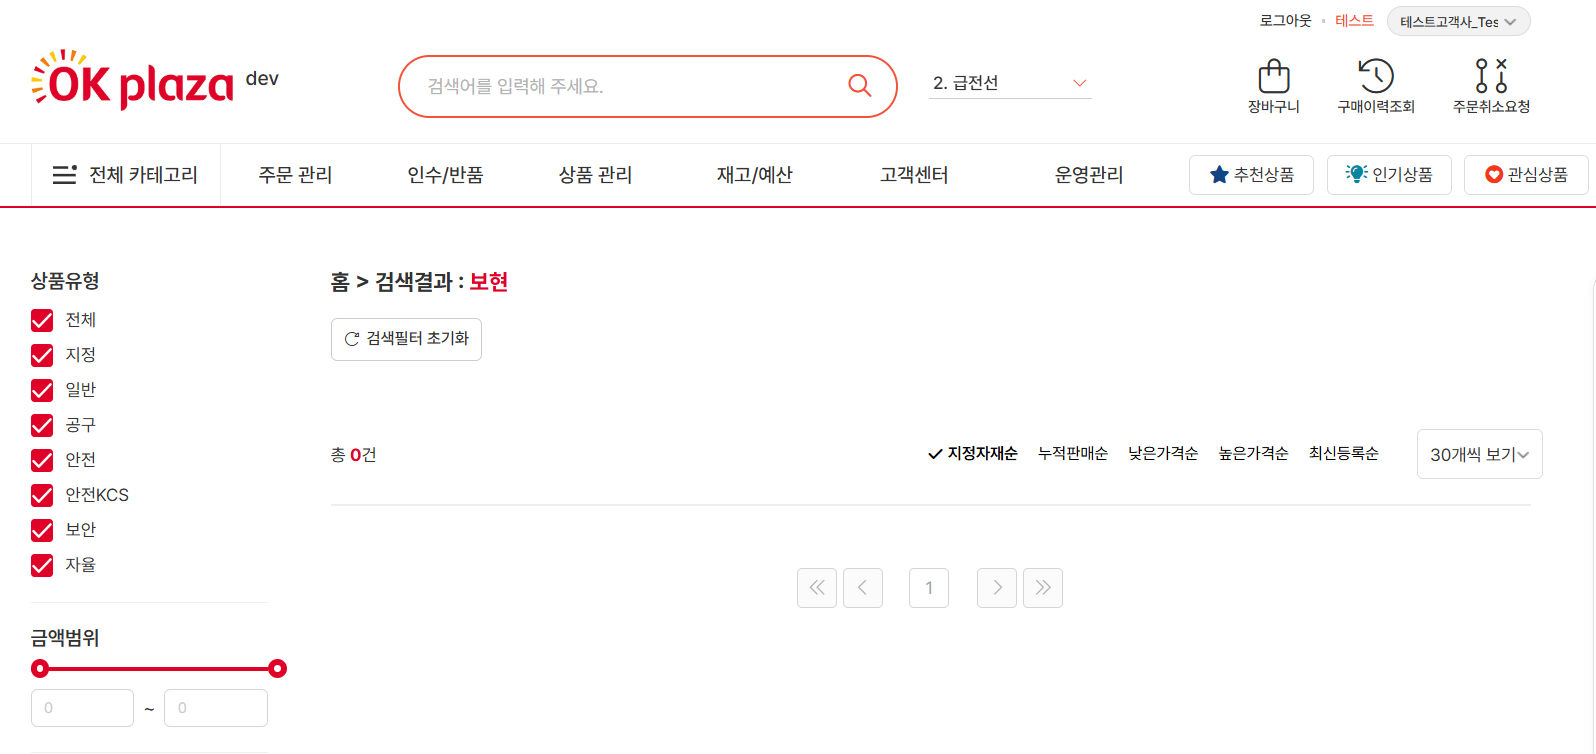 로그아웃 테스트 테스트고객사_Tes
OK plaza dev
검색어를 입력해 주세요.
2. 급전선
장바구니 구매이력조회 주문취소요청
전체 카테고리 주문 관리 인수/반품 상품 관리 재고/예산 고객센터 운영관리 추천상품 인기상품 관심상품
상품유형
전체
지정
일반
공구
안전
안전KCS
보안
자율
금액범위
0 ~ 0
홈 > 검색결과 : 보현
검색필터 초기화
총 0건
지정자재순 누적판매순 낮은가격순 높은가격순 최신등록순 30개씩 보기
1